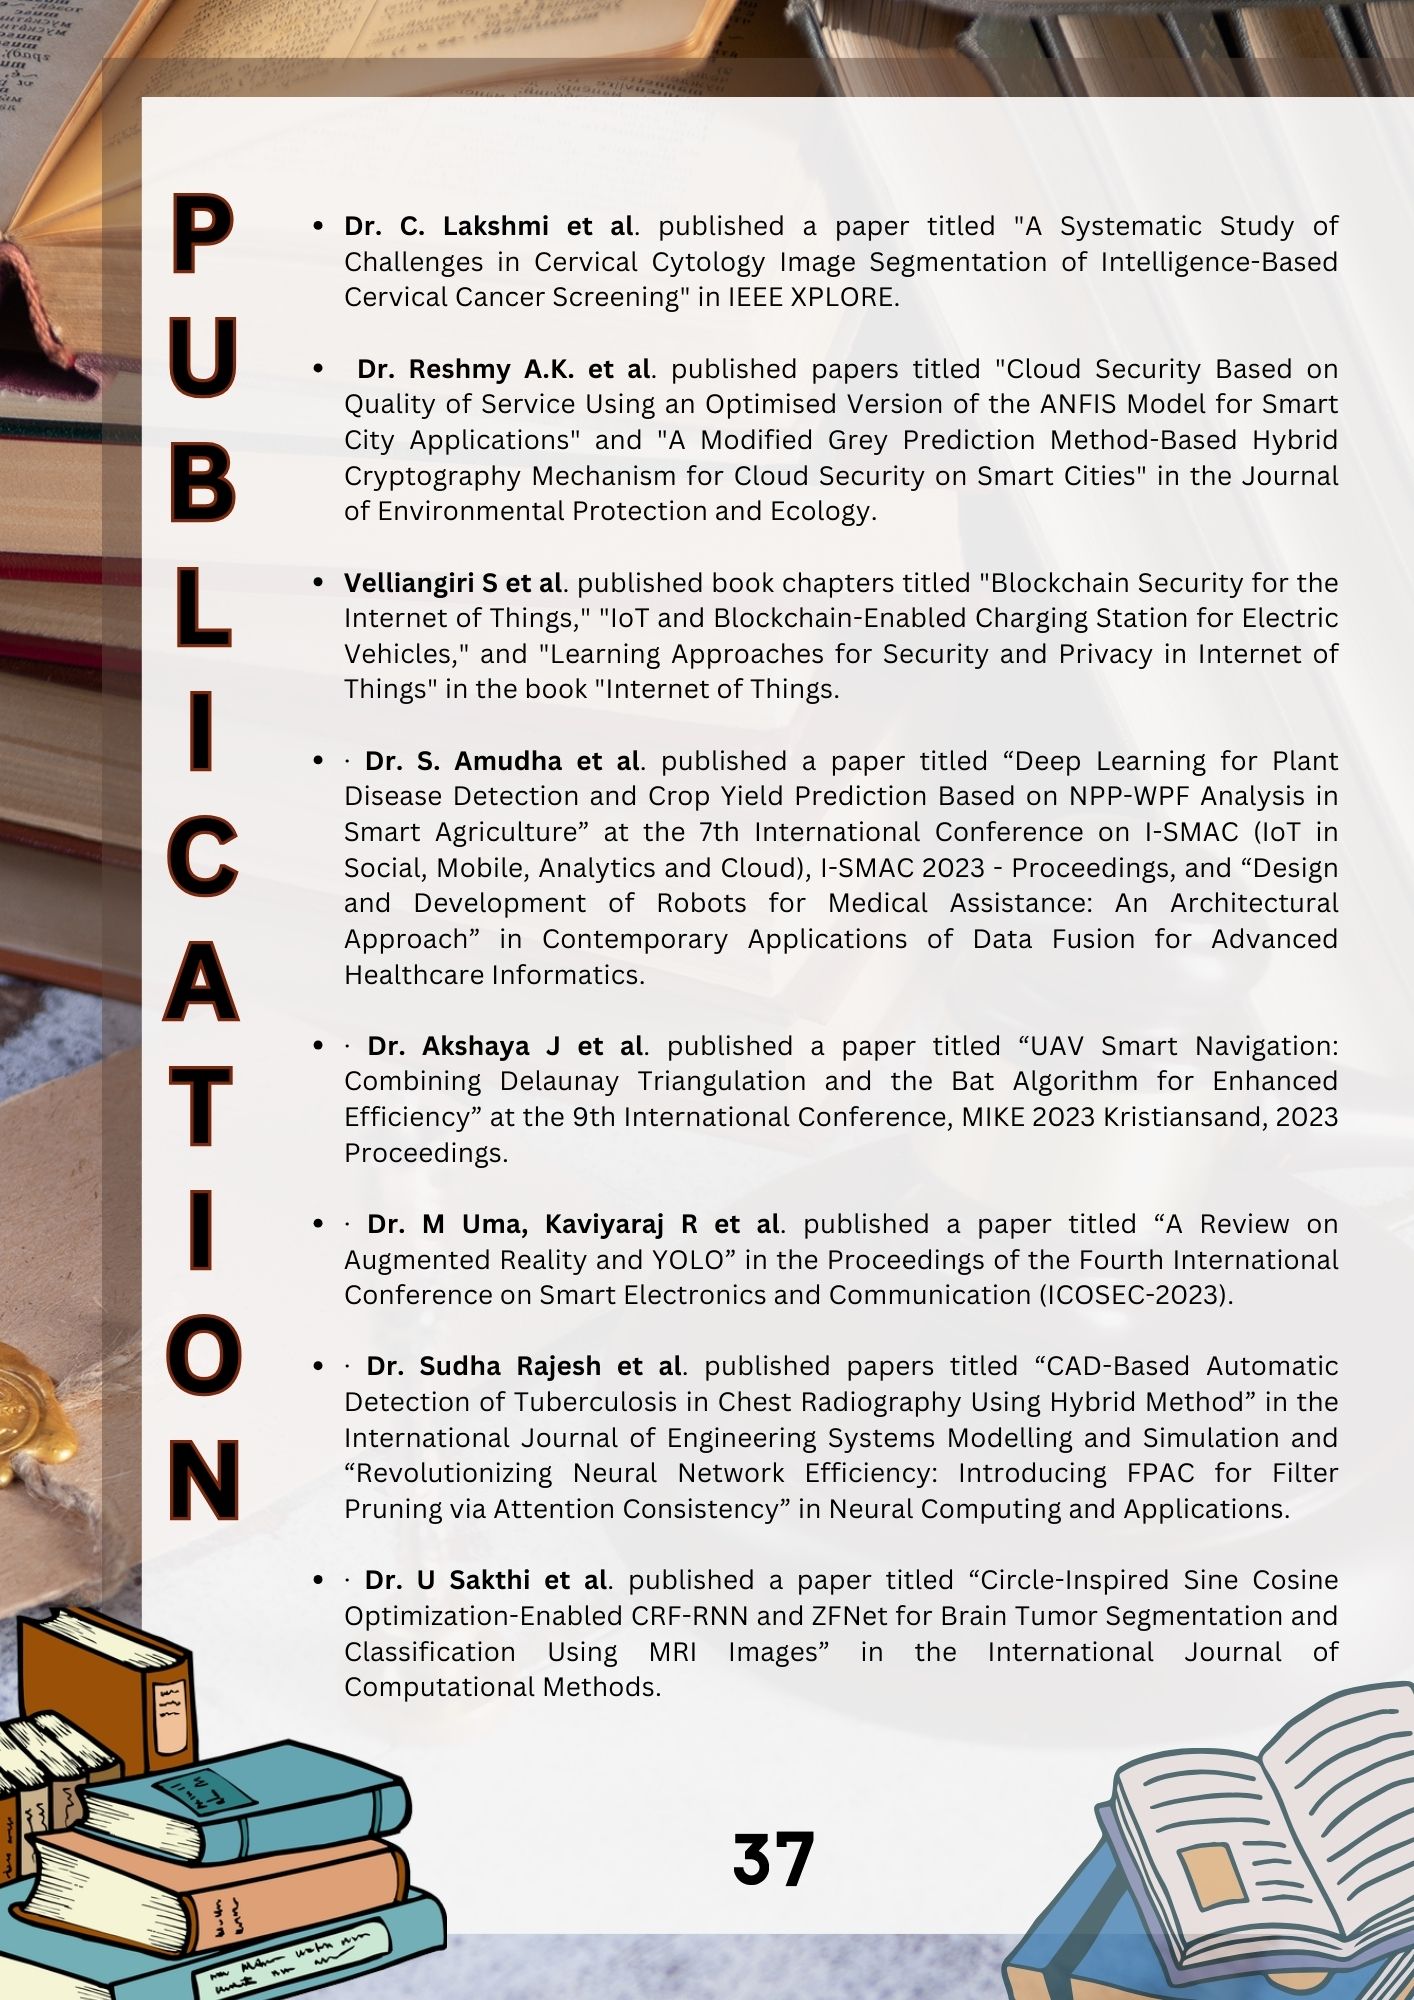 PUBLICATION
• Dr. C. Lakshmi et al. published a paper titled "A Systematic Study of
Challenges in Cervical Cytology Image Segmentation of Intelligence-Based
Cervical Cancer Screening" in IEEE XPLORE.
• Dr. Reshmy A.K. et al. published papers titled "Cloud Security Based on
Quality of Service Using an Optimised Version of the ANFIS Model for Smart
City Applications" and "A Modified Grey Prediction Method-Based Hybrid
Cryptography Mechanism for Cloud Security on Smart Cities" in the Journal
of Environmental Protection and Ecology.
• Velliangiri S et al. published book chapters titled "Blockchain Security for the
Internet of Things," "IoT and Blockchain-Enabled Charging Station for Electric
Vehicles," and "Learning Approaches for Security and Privacy in Internet of
Things" in the book "Internet of Things.
• · Dr. S. Amudha et al. published a paper titled “Deep Learning for Plant
Disease Detection and Crop Yield Prediction Based on NPP-WPF Analysis in
Smart Agriculture” at the 7th International Conference on I-SMAC (IoT in
Social, Mobile, Analytics and Cloud), I-SMAC 2023 - Proceedings, and “Design
and Development of Robots for Medical Assistance: An Architectural
Approach” in Contemporary Applications of Data Fusion for Advanced
Healthcare Informatics.
• · Dr. Akshaya J et al. published a paper titled “UAV Smart Navigation:
Combining Delaunay Triangulation and the Bat Algorithm for Enhanced
Efficiency” at the 9th International Conference, MIKE 2023 Kristiansand, 2023
Proceedings.
• · Dr. M Uma, Kaviyaraj R et al. published a paper titled “A Review on
Augmented Reality and YOLO” in the Proceedings of the Fourth International
Conference on Smart Electronics and Communication (ICOSEC-2023).
• · Dr. Sudha Rajesh et al. published papers titled “CAD-Based Automatic
Detection of Tuberculosis in Chest Radiography Using Hybrid Method” in the
International Journal of Engineering Systems Modelling and Simulation and
“Revolutionizing Neural Network Efficiency: Introducing FPAC for Filter
Pruning via Attention Consistency” in Neural Computing and Applications.
• · Dr. U Sakthi et al. published a paper titled “Circle-Inspired Sine Cosine
Optimization-Enabled CRF-RNN and ZFNet for Brain Tumor Segmentation and
Classification Using MRI Images” in the International Journal of
Computational Methods.
37